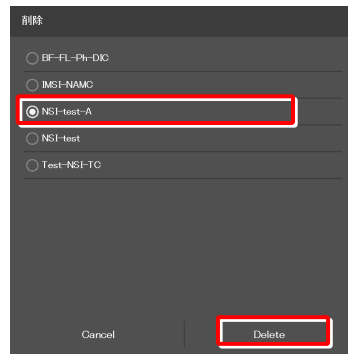 削除
BF-FL-Ph-DIC
IMSI-NAMC
NSI-test-A
NSI-test
Test-NSI-TC
Cancel
Delete